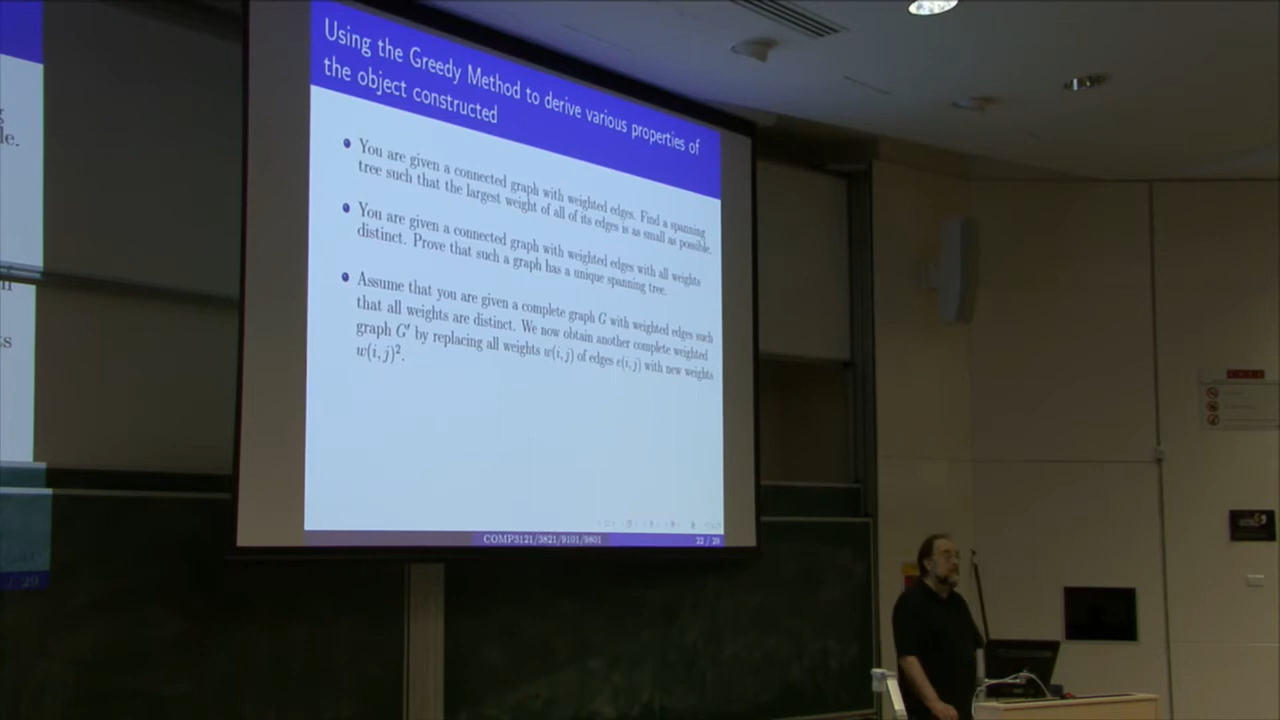 Using the Greedy Method to derive various properties of
the object constructed
You are given a connected graph with weighted edges. Find a spanning
tree such that the largest weight of all of its edges is as small as possible.
You are given a connected graph with weighted edges with all weights
distinct. Prove that such a graph has a unique spanning tree.
Assume that you are given a complete graph G with weighted edges such
that all weights are distinct. We now obtain another complete weighted
graph G′ by replacing all weights w(i, j) of edges e(i, j) with new weights
w(i, j)².
COMP3121/3821/9101/9801
22 / 29
le.
/ 29